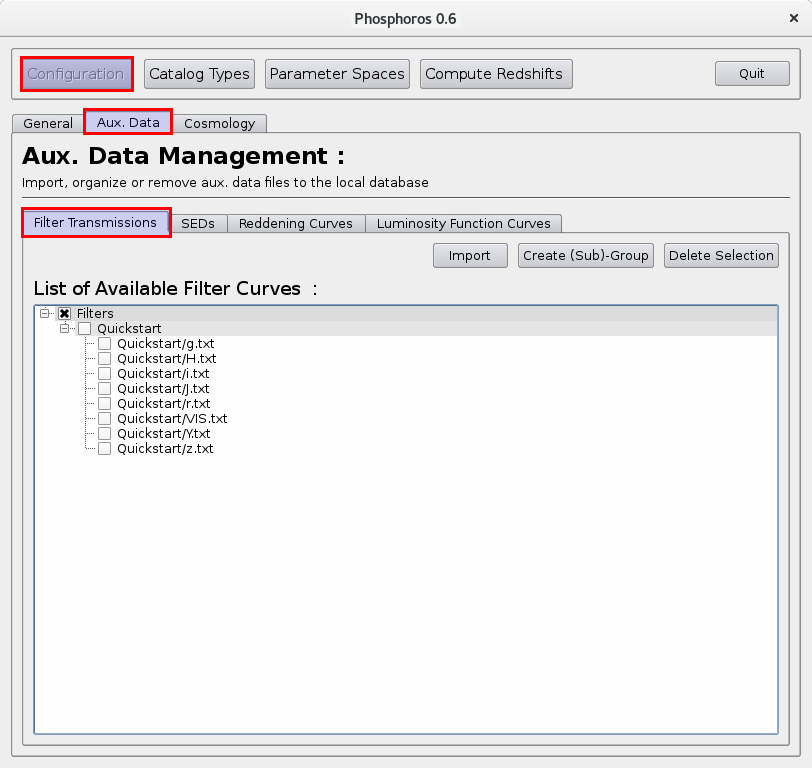 Phosphoros 0.6
Configuration Catalog Types Parameter Spaces Compute Redshifts Quit
General Aux. Data Cosmology
Aux. Data Management :
Import, organize or remove aux. data files to the local database
Filter Transmissions SEDs Reddening Curves Luminosity Function Curves
Import Create (Sub)-Group Delete Selection
List of Available Filter Curves :
Filters
Quickstart
Quickstart/g.txt
Quickstart/H.txt
Quickstart/i.txt
Quickstart/J.txt
Quickstart/r.txt
Quickstart/VIS.txt
Quickstart/Y.txt
Quickstart/z.txt